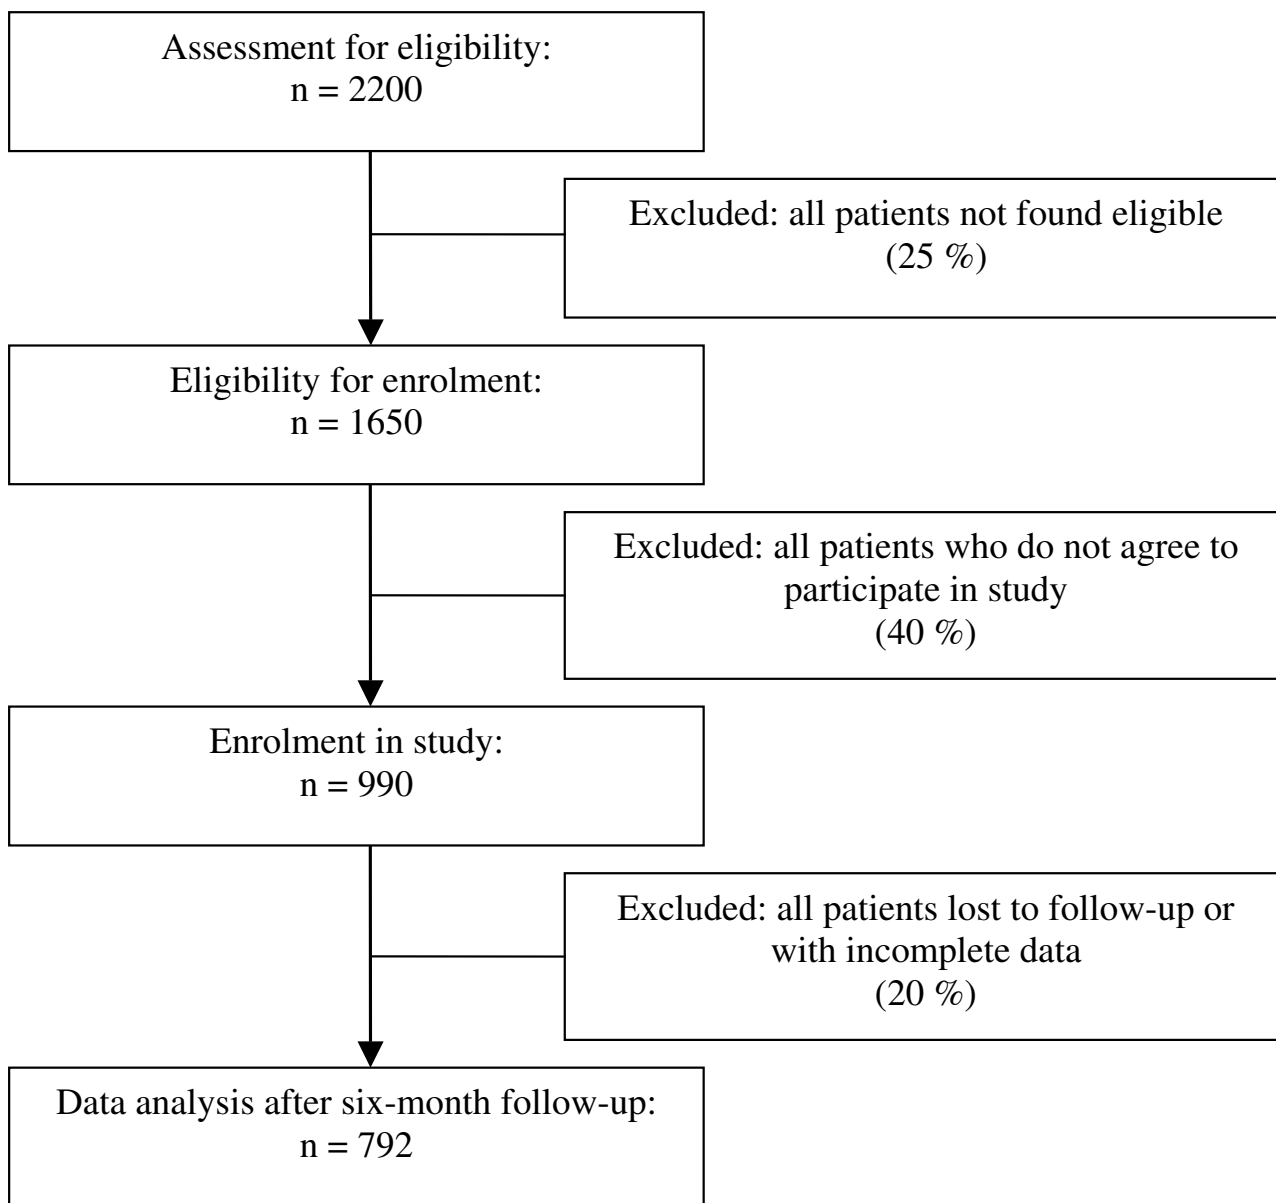 Assessment for eligibility:
n = 2200
Excluded: all patients not found eligible
(25 %)
Eligibility for enrolment:
n = 1650
Excluded: all patients who do not agree to
participate in study
(40 %)
Enrolment in study:
n = 990
Excluded: all patients lost to follow-up or
with incomplete data
(20 %)
Data analysis after six-month follow-up:
n = 792